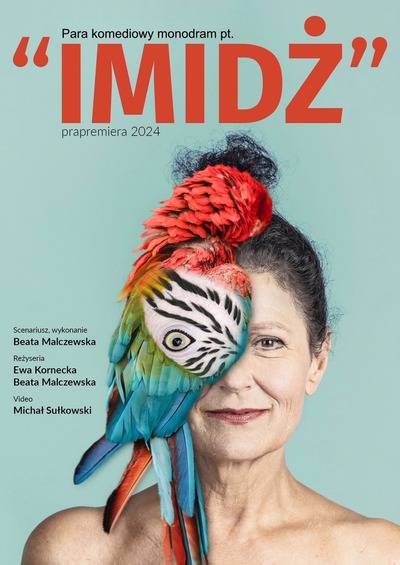 Para komediowy monodram pt.
“IMIDŻ”
prapremiera 2024
Scenariusz, wykonanie
Beata Malczewska
Reżyseria
Ewa Kornecka
Beata Malczewska
Video
Michał Sułkowski